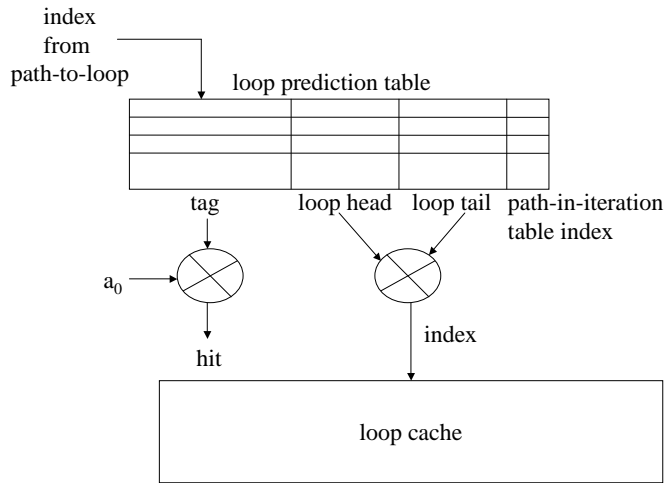 index
from
path-to-loop
loop prediction table
tag
loop head
loop tail
path-in-iteration
table index
a₀
hit
index
loop cache